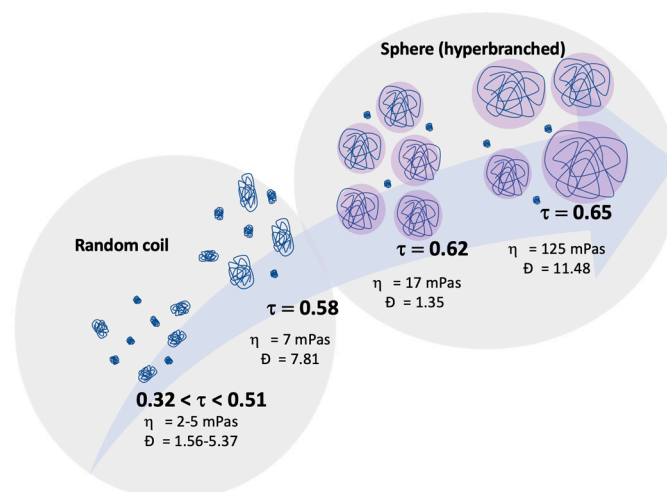 Sphere (hyperbranched)
Random coil
τ = 0.65
η = 125 mPas
Đ = 11.48
τ = 0.62
η = 17 mPas
Đ = 1.35
τ = 0.58
η = 7 mPas
Đ = 7.81
0.32 < τ < 0.51
η = 2-5 mPas
Đ = 1.56-5.37